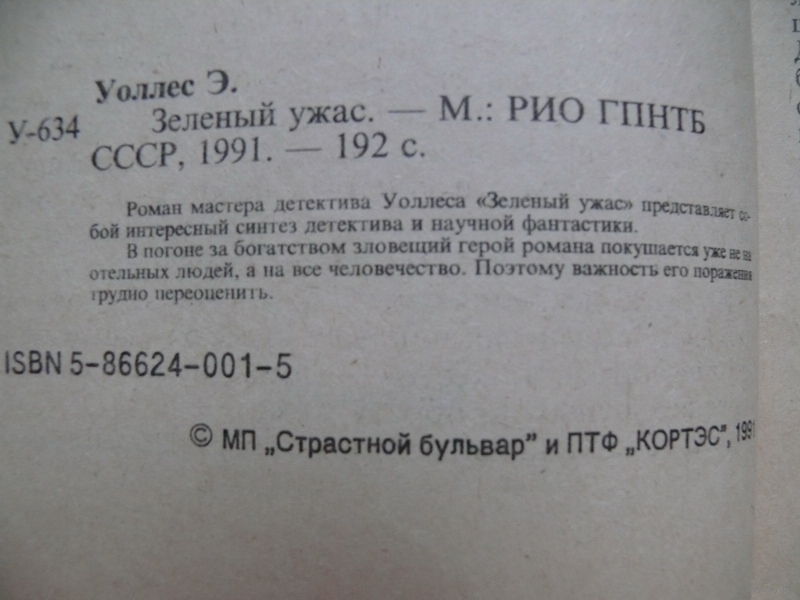 Уоллес Э.
У-634 Зеленый ужас. — М.: РИО ГПНТБ
СССР, 1991. — 192 с.
Роман мастера детектива Уоллеса «Зеленый ужас» представляет со-
бой интересный синтез детектива и научной фантастики.
В погоне за богатством зловещий герой романа покушается уже не на
отельных людей, а на все человечество. Поэтому важность его поражения
трудно переоценить.
ISBN 5-86624-001-5
© МП „Страстной бульвар" и ПТФ „КОРТЭС", 1991